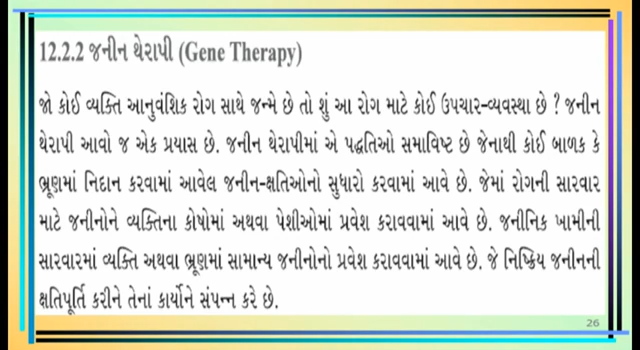 12.2.2 જનીન થેરાપી (Gene Therapy)
જો કોઈ વ્યક્તિ આનુવંશિક રોગ સાથે જન્મે છે તો શું આ રોગ માટે કોઈ ઉપચાર-વ્યવસ્થા છે ? જનીન
થેરાપી આવો જ એક પ્રયાસ છે. જનીન થેરાપીમાં એ પદ્ધતિઓ સમાવિષ્ટ છે જેનાથી કોઈ બાળક કે
ભ્રૂણમાં નિદાન કરવામાં આવેલ જનીન-ક્ષતિઓનો સુધારો કરવામાં આવે છે. જેમાં રોગની સારવાર
માટે જનીનોને વ્યક્તિના કોષોમાં અથવા પેશીઓમાં પ્રવેશ કરાવવામાં આવે છે. જનીનિક ખામીની
સારવારમાં વ્યક્તિ અથવા ભ્રૂણમાં સામાન્ય જનીનોનો પ્રવેશ કરાવવામાં આવે છે. જે નિષ્ક્રિય જનીનની
ક્ષતિપૂર્તિ કરીને તેનાં કાર્યોને સંપન્ન કરે છે.
26